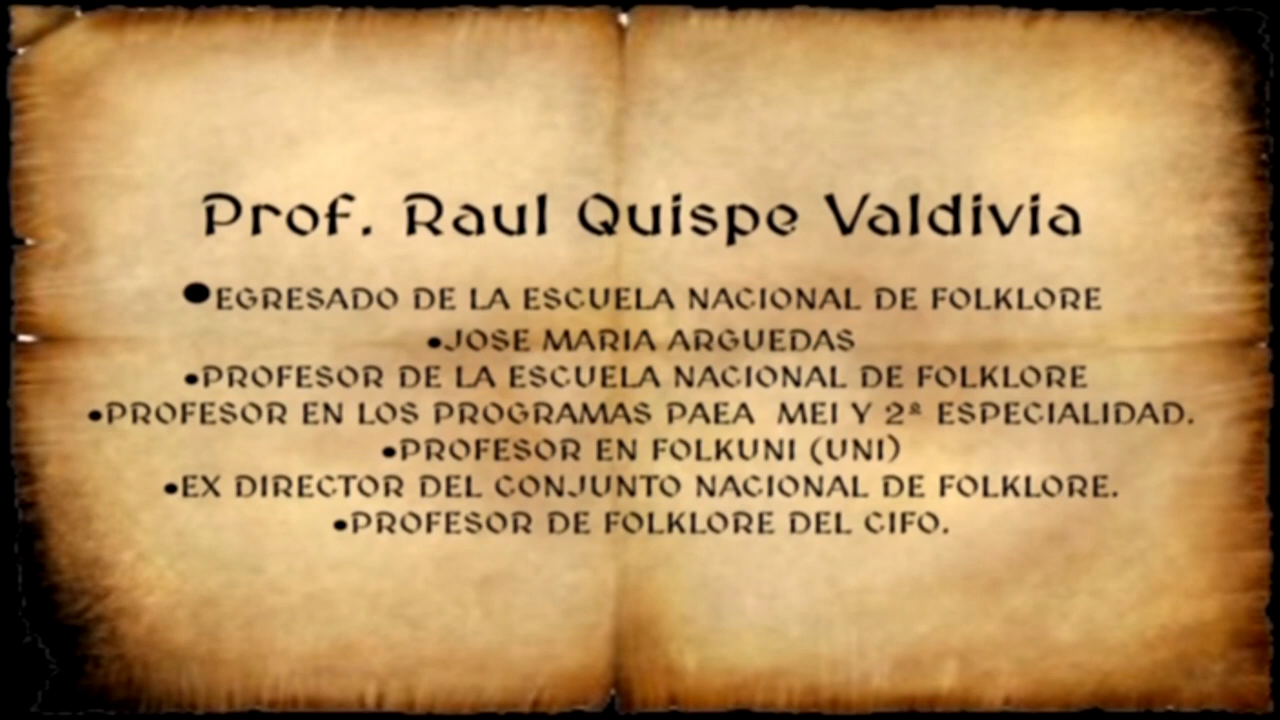 Prof. Raul Quispe Valdivia
•EGRESADO DE LA ESCUELA NACIONAL DE FOLKLORE
•JOSE MARIA ARGUEDAS
•PROFESOR DE LA ESCUELA NACIONAL DE FOLKLORE
•PROFESOR EN LOS PROGRAMAS PAEA MEI Y 2ª ESPECIALIDAD.
•PROFESOR EN FOLKUNI (UNI)
•EX DIRECTOR DEL CONJUNTO NACIONAL DE FOLKLORE.
•PROFESOR DE FOLKLORE DEL CIFO.